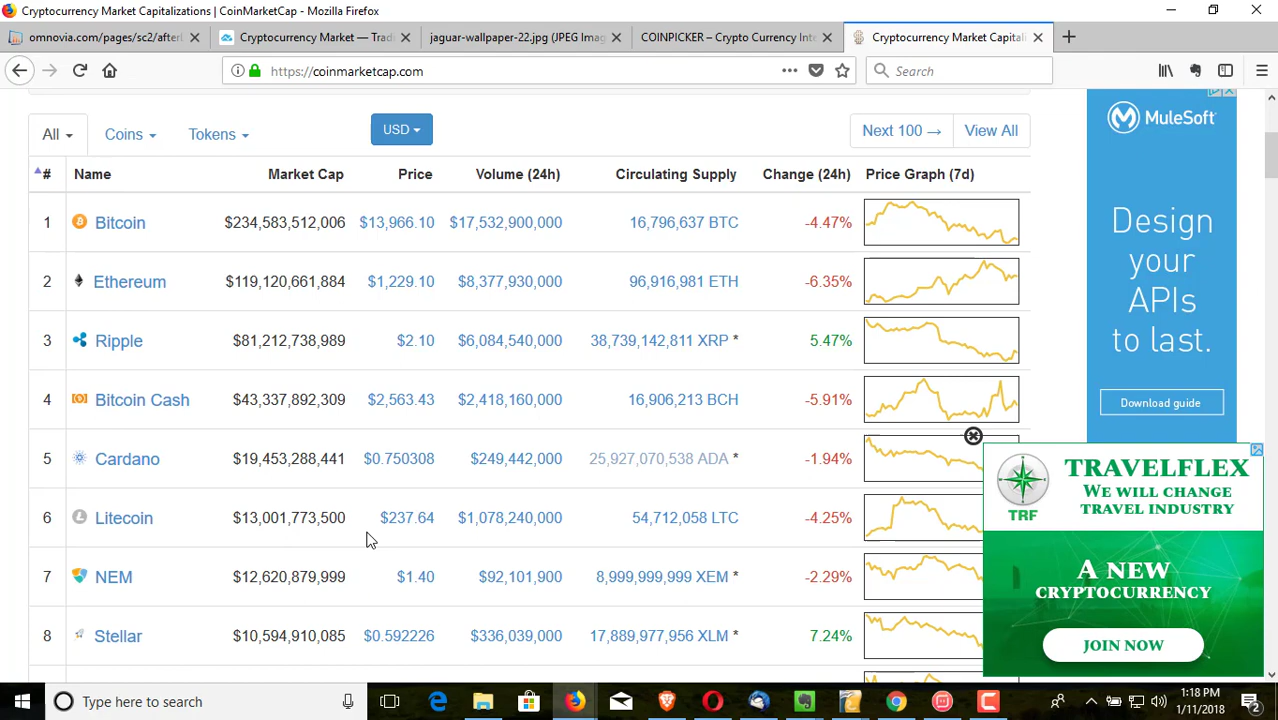 Cryptocurrency Market Capitalizations | CoinMarketCap - Mozilla Firefox
omnovia.com/pages/sc2/afterl
Cryptocurrency Market — Tradi
jaguar-wallpaper-22.jpg (JPEG Imag
COINPICKER – Crypto Currency Inte
Cryptocurrency Market Capitali
https://coinmarketcap.com
Search
All Coins Tokens USD Next 100 → View All
# Name Market Cap Price Volume (24h) Circulating Supply Change (24h) Price Graph (7d)
1 Bitcoin $234,583,512,006 $13,966.10 $17,532,900,000 16,796,637 BTC -4.47%
2 Ethereum $119,120,661,884 $1,229.10 $8,377,930,000 96,916,981 ETH -6.35%
3 Ripple $81,212,738,989 $2.10 $6,084,540,000 38,739,142,811 XRP * 5.47%
4 Bitcoin Cash $43,337,892,309 $2,563.43 $2,418,160,000 16,906,213 BCH -5.91%
5 Cardano $19,453,288,441 $0.750308 $249,442,000 25,927,070,538 ADA * -1.94%
6 Litecoin $13,001,773,500 $237.64 $1,078,240,000 54,712,058 LTC -4.25%
7 NEM $12,620,879,999 $1.40 $92,101,900 8,999,999,999 XEM * -2.29%
8 Stellar $10,594,910,085 $0.592226 $336,039,000 17,889,977,956 XLM * 7.24%
MuleSoft
Design
your
APIs
to last.
Download guide
TRF
TRAVELFLEX
WE WILL CHANGE
TRAVEL INDUSTRY
A NEW
CRYPTOCURRENCY
JOIN NOW
Type here to search
1:18 PM
1/11/2018
2